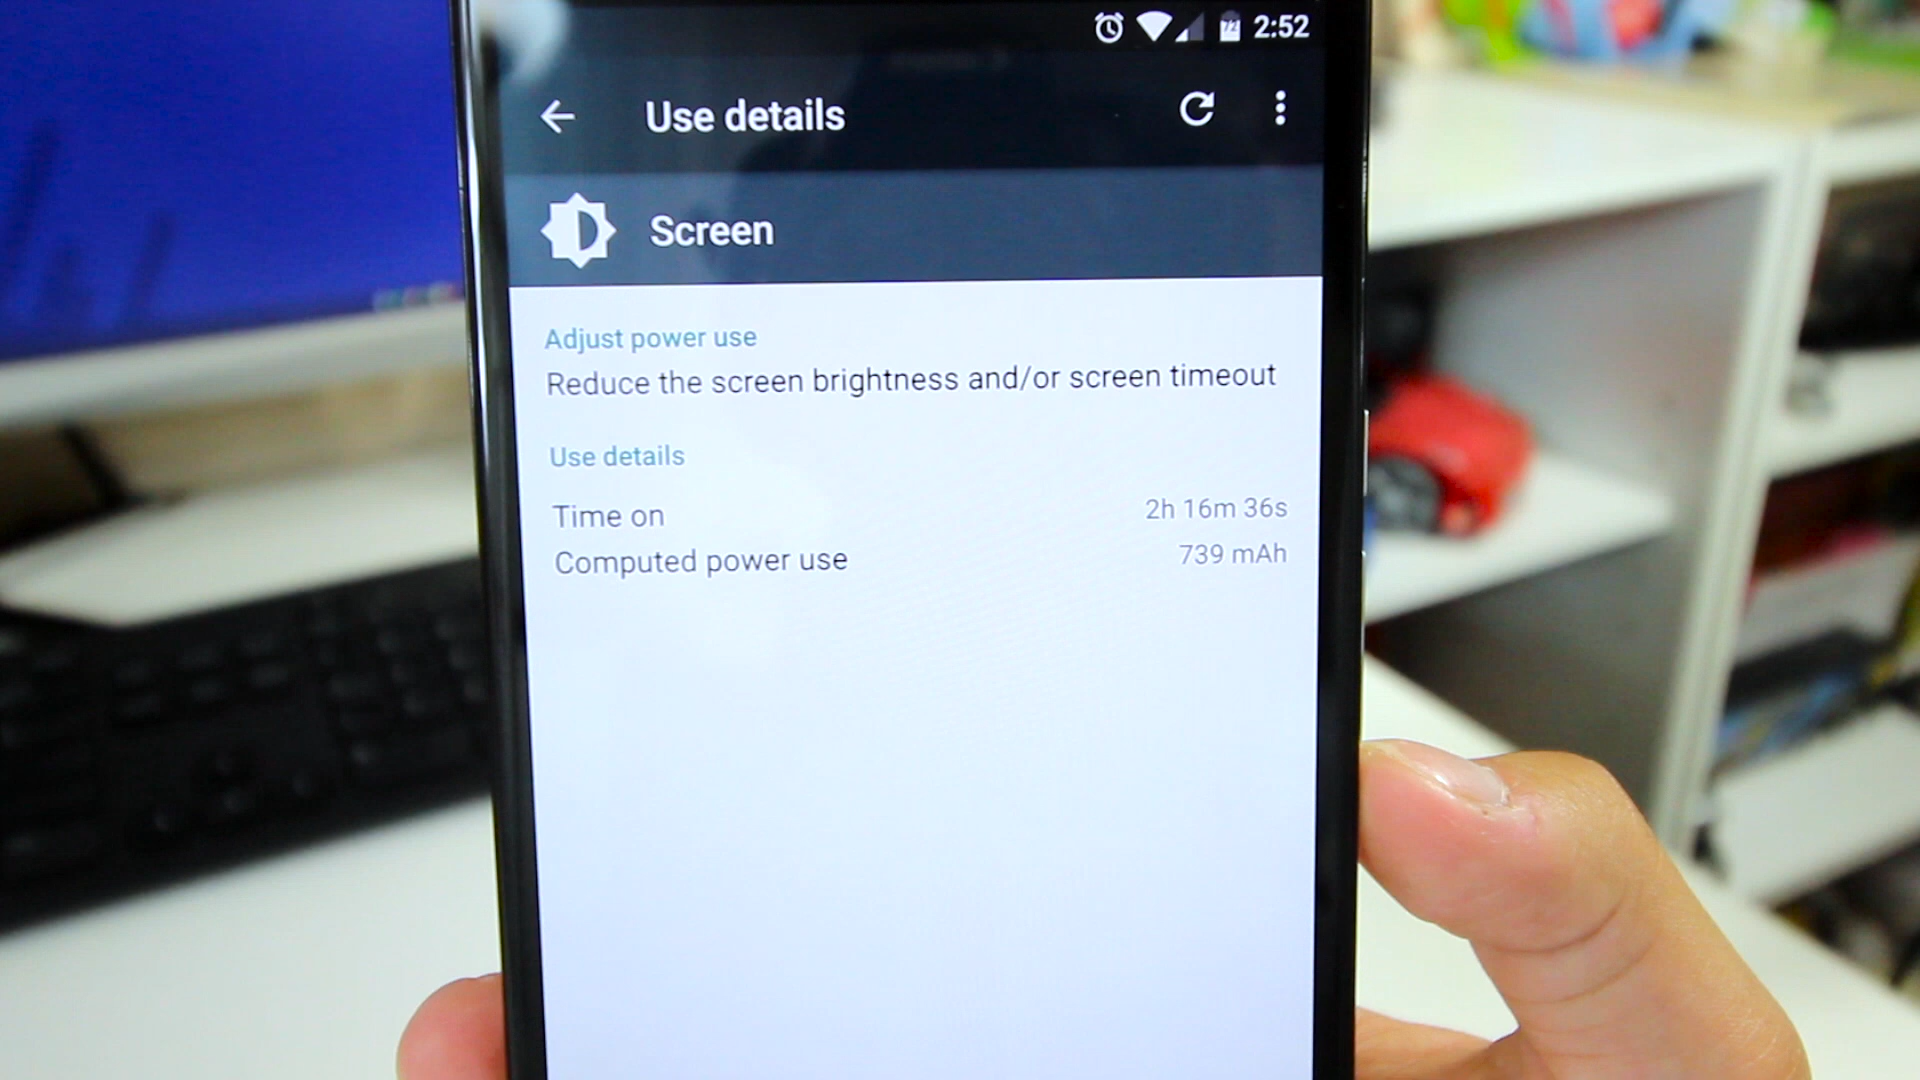 72 2:52
Use details
Screen
Adjust power use
Reduce the screen brightness and/or screen timeout
Use details
Time on 2h 16m 36s
Computed power use 739 mAh